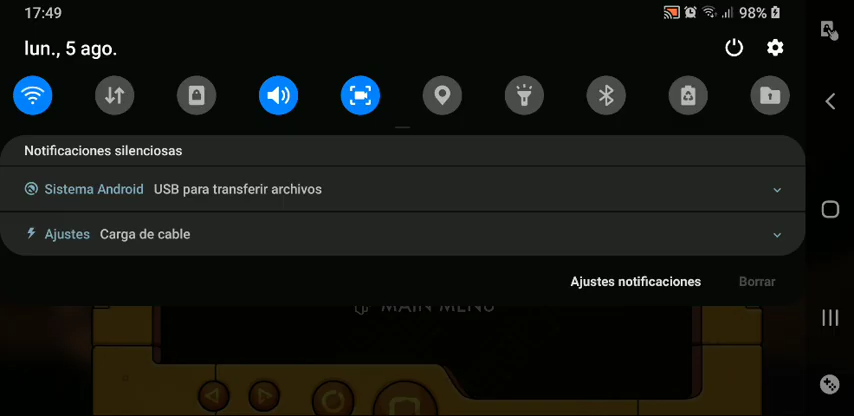 17:49 98%
lun., 5 ago.
Notificaciones silenciosas
Sistema Android USB para transferir archivos
Ajustes Carga de cable
Ajustes notificaciones Borrar
MAIN MENU